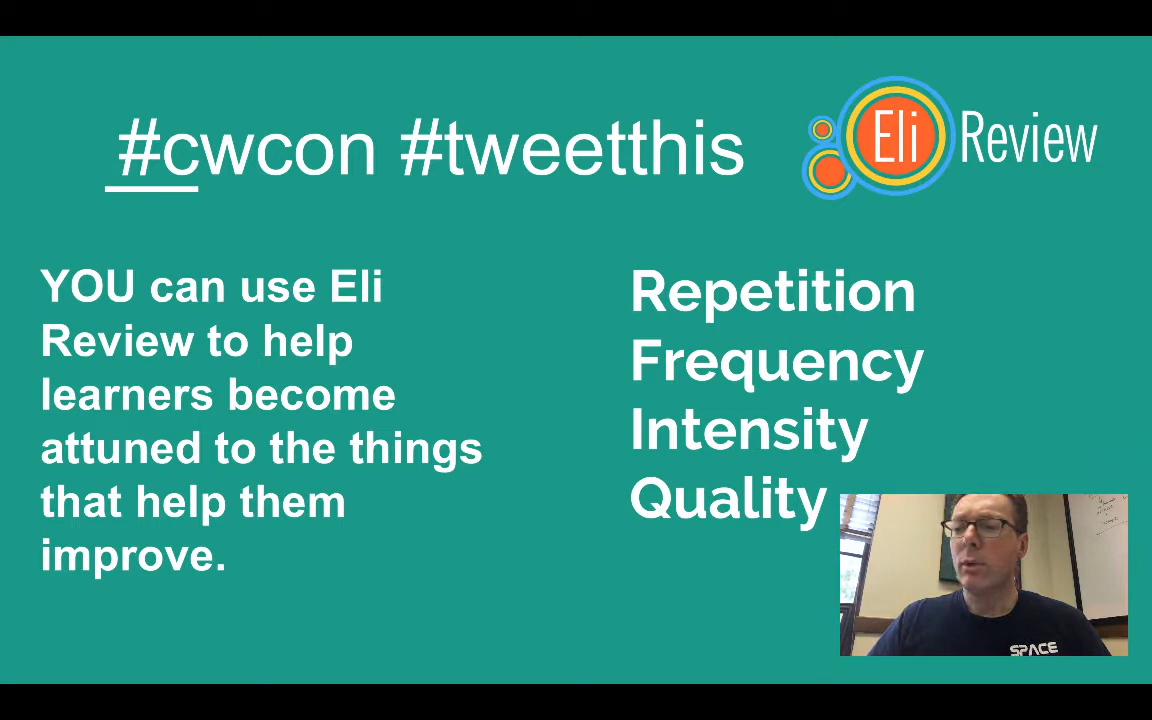 #cwcon #tweetthis
Eli Review
YOU can use Eli
Review to help
learners become
attuned to the things
that help them
improve.
Repetition
Frequency
Intensity
Quality
SPACE